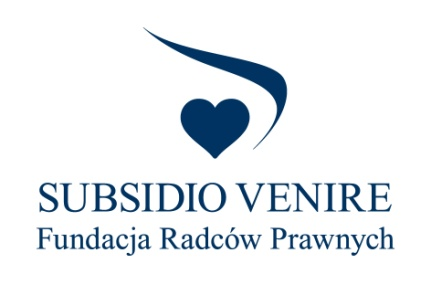 SUBSIDIO VENIRE
Fundacja Radców Prawnych